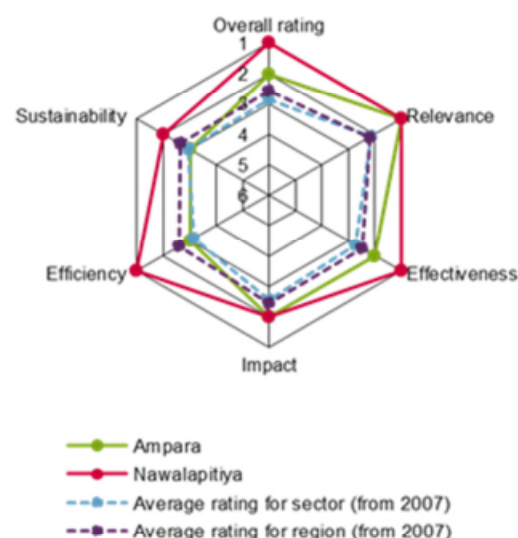 Overall rating
1
2
3
Sustainability
Relevance
4
5
6
Efficiency
Effectiveness
Impact
Ampara
Nawalapitiya
Average rating for sector (from 2007)
Average rating for region (from 2007)